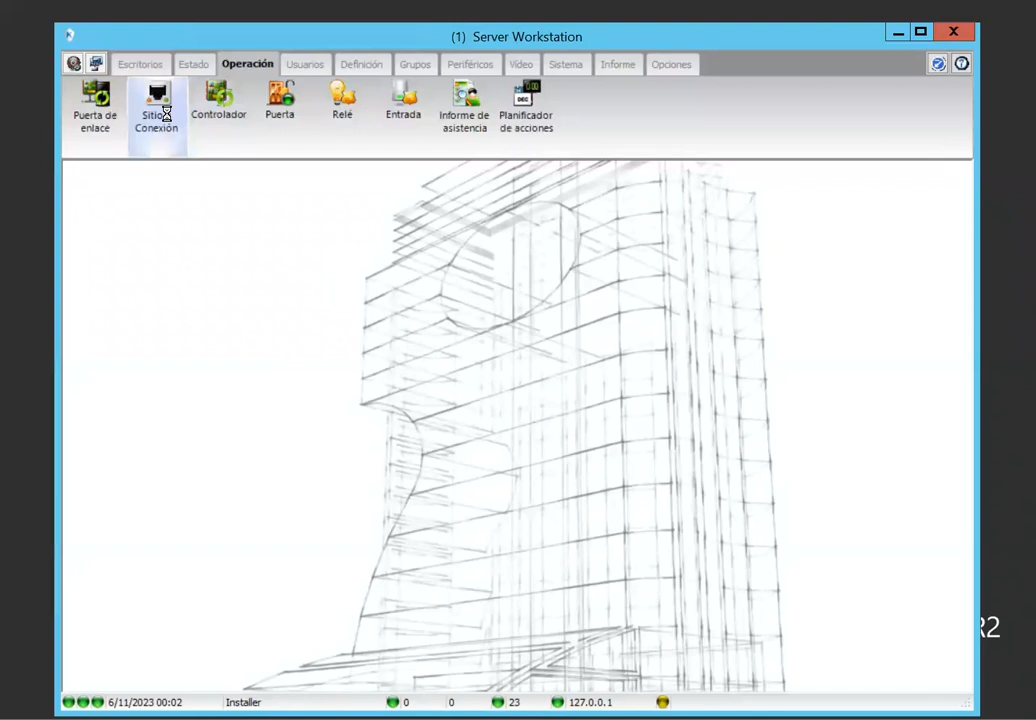 (1) Server Workstation
Escritorios Estado Operación Usuarios Definición Grupos Periféricos Vídeo Sistema Informe Opciones
Puerta de enlace
Conexión
Controlador
Puerta
Relé
Entrada
Informe de asistencia
Planificador de acciones
DEC
R2
6/11/2023 00:02 Installer 0 0 23 127.0.0.1